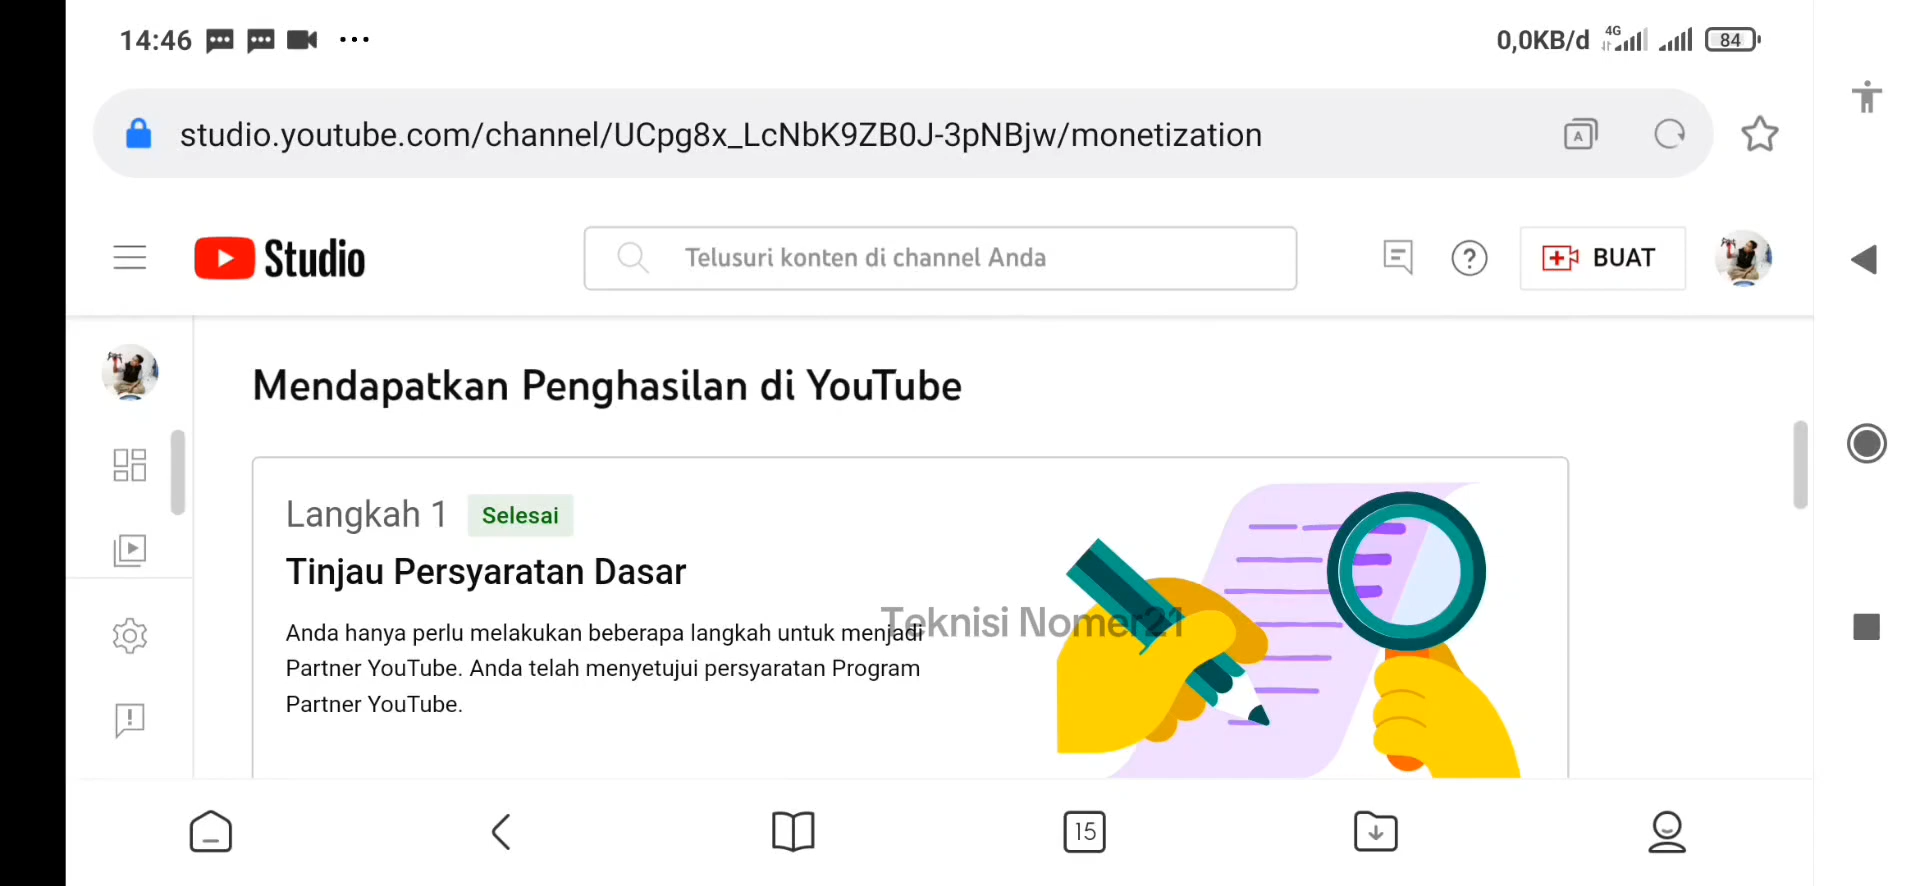 14:46
0,0KB/d 4G 84
studio.youtube.com/channel/UCpg8x_LcNbK9ZB0J-3pNBjw/monetization
A
Studio
Telusuri konten di channel Anda
BUAT
Mendapatkan Penghasilan di YouTube
Langkah 1 Selesai
Tinjau Persyaratan Dasar
Anda hanya perlu melakukan beberapa langkah untuk menjadi
Partner YouTube. Anda telah menyetujui persyaratan Program
Partner YouTube.
Teknisi Nomer21
15